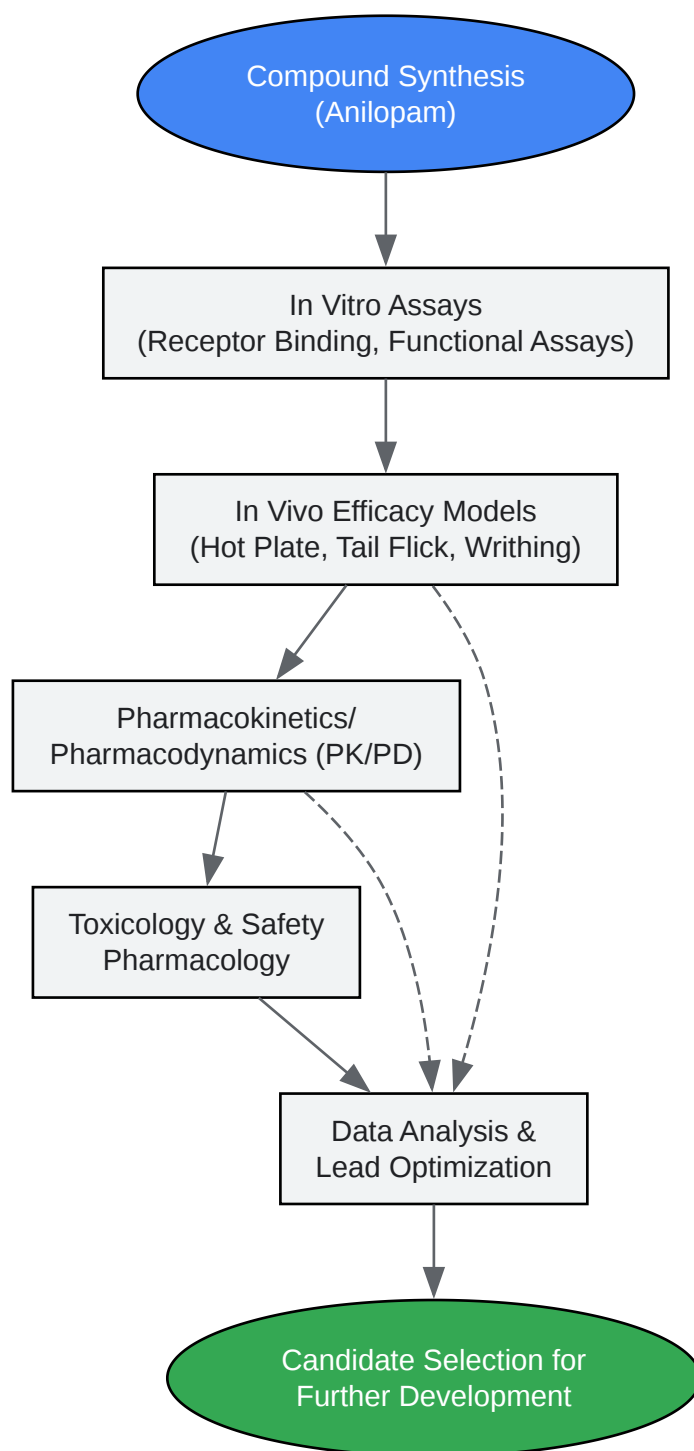 Compound Synthesis
(Anilopam)
In Vitro Assays
(Receptor Binding, Functional Assays)
In Vivo Efficacy Models
(Hot Plate, Tail Flick, Writhing)
Pharmacokinetics/
Pharmacodynamics (PK/PD)
Toxicology & Safety
Pharmacology
Data Analysis &
Lead Optimization
Candidate Selection for
Further Development